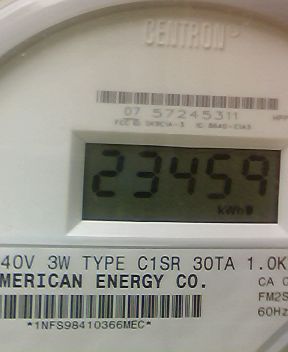 CENTRON
07 57245311
23459
kWh
40V 3W TYPE C1SR 30TA 1.0K
MERICAN ENERGY CO.
CA
FM2S
60Hz
*1NFS98410366MEC*